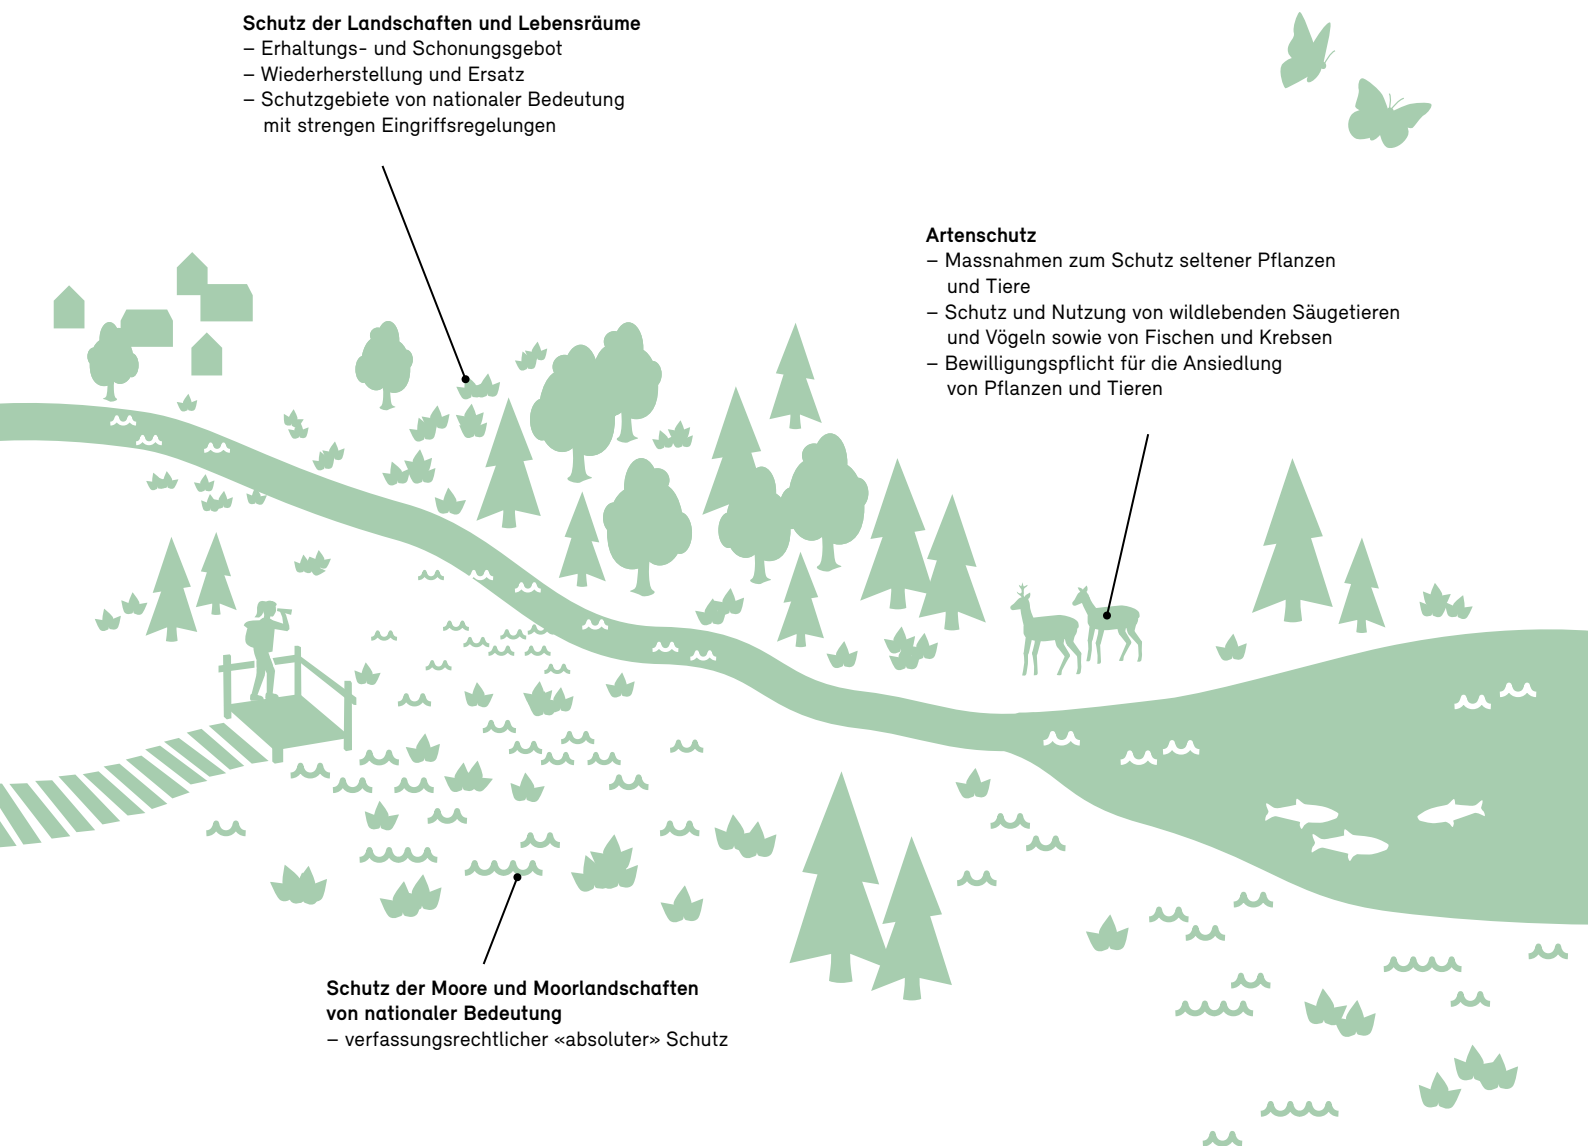 Schutz der Landschaften und Lebensräume
– Erhaltungs- und Schonungsgebot
– Wiederherstellung und Ersatz
– Schutzgebiete von nationaler Bedeutung
mit strengen Eingriffsregelungen
Artenschutz
– Massnahmen zum Schutz seltener Pflanzen
und Tiere
– Schutz und Nutzung von wildlebenden Säugetieren
und Vögeln sowie von Fischen und Krebsen
– Bewilligungspflicht für die Ansiedlung
von Pflanzen und Tieren
Schutz der Moore und Moorlandschaften
von nationaler Bedeutung
– verfassungsrechtlicher «absoluter» Schutz